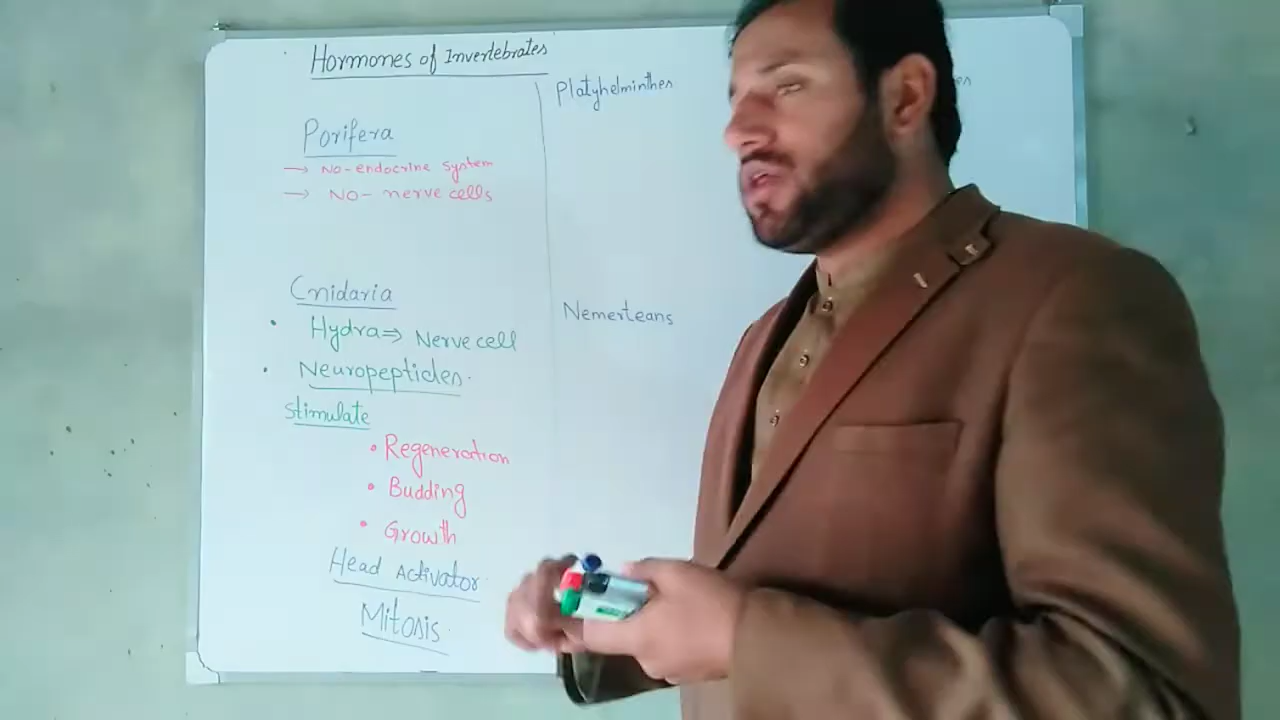 Hormones of Invertebrates
Porifera
→ No-endocrine system
→ No-nerve cells
Cnidaria
• Hydra ⇒ Nerve cell
• Neuropeptides.
Stimulate
• Regeneration
• Budding
• Growth
Head Activator
Mitosis
Platyhelminthes
Nemerteans